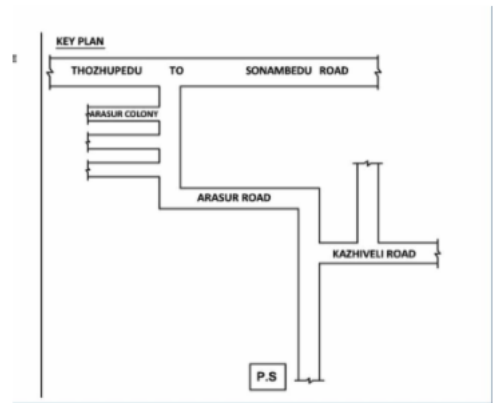 KEY PLAN
THOZHUPEDU TO SONAMBEDU ROAD
ARASUR COLONY
ARASUR ROAD
KAZHIVELI ROAD
P.S